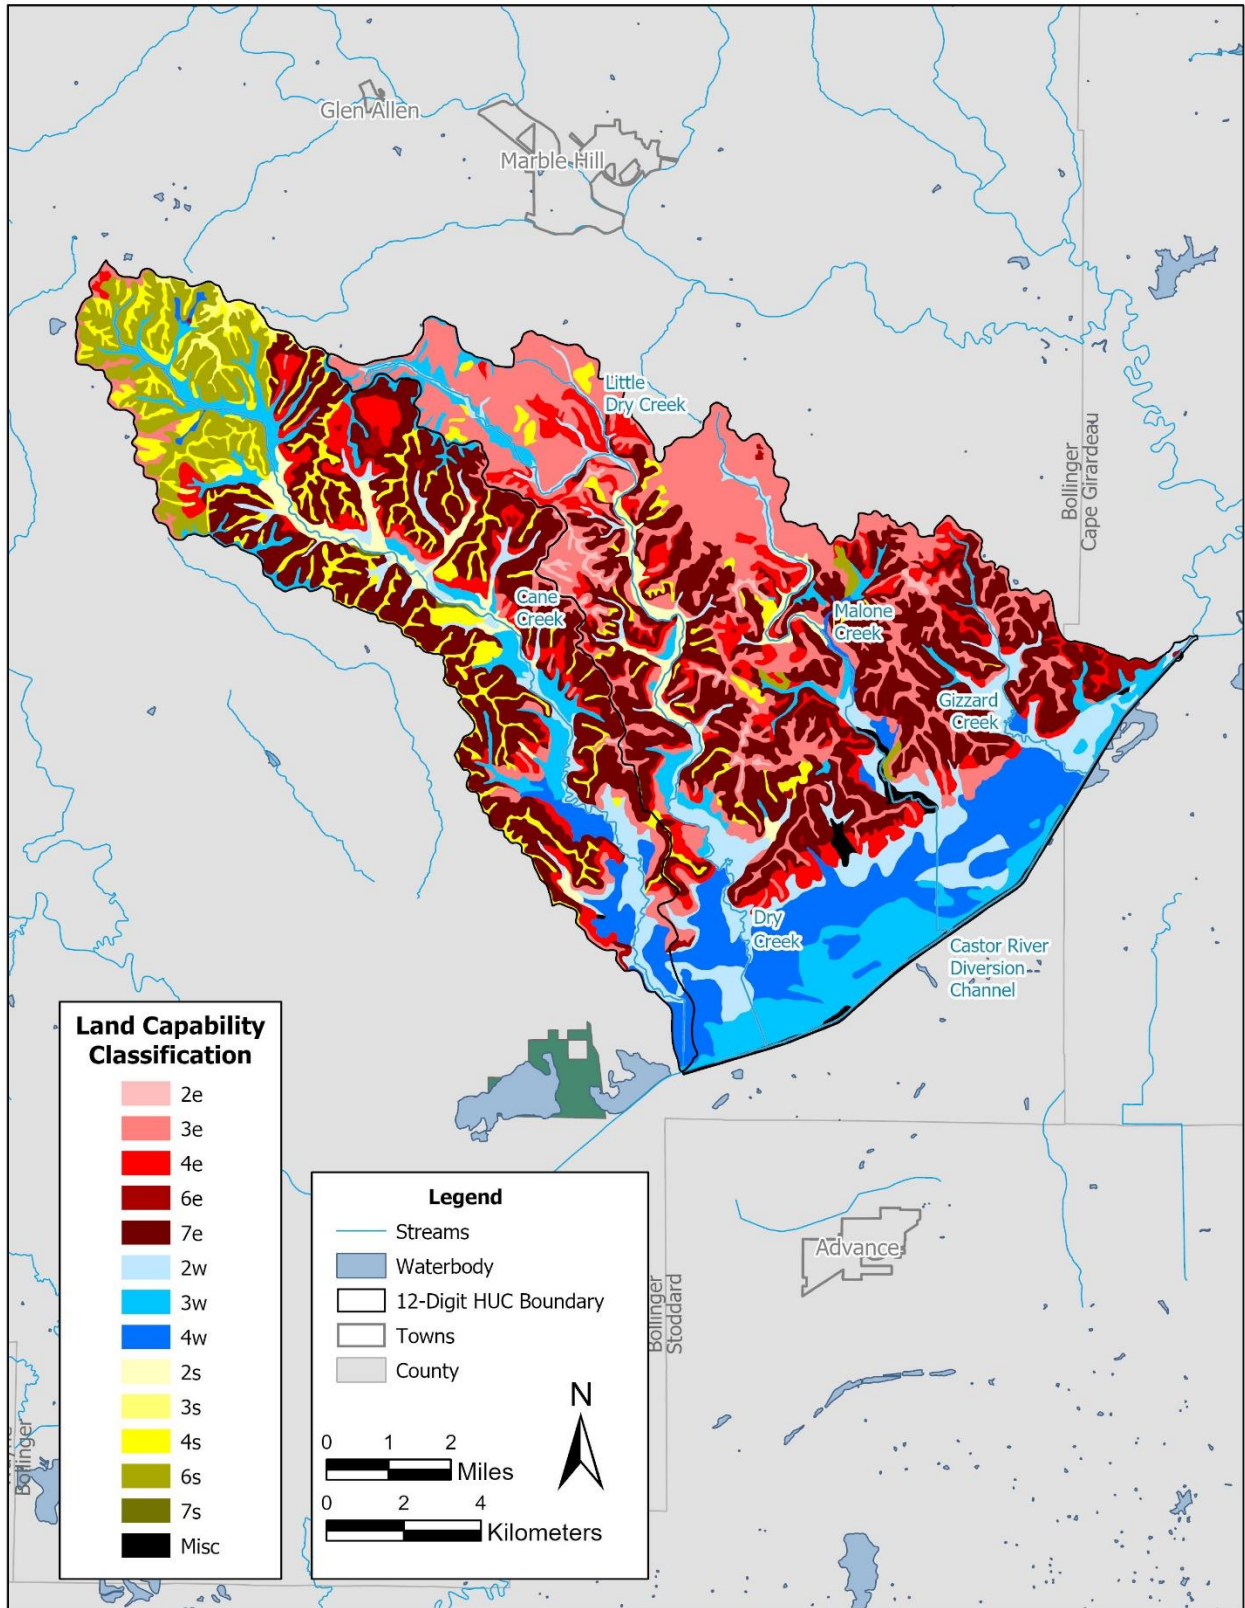 Glen Allen
Marble Hill
Little
Dry Creek
Bollinger
Cape Girardeau
Cane
Creek
Malone
Creek
Gizzard
Creek
Dry
Creek
Castor River
Diversion
Channel
Land Capability
Classification
2e
3e
4e
6e
7e
2w
3w
4w
2s
3s
4s
6s
7s
Misc
Legend
Streams
Waterbody
12-Digit HUC Boundary
Towns
County
N
0 1 2
Miles
0 2 4
Kilometers
Advance
Bollinger
Stoddard
Bollinger